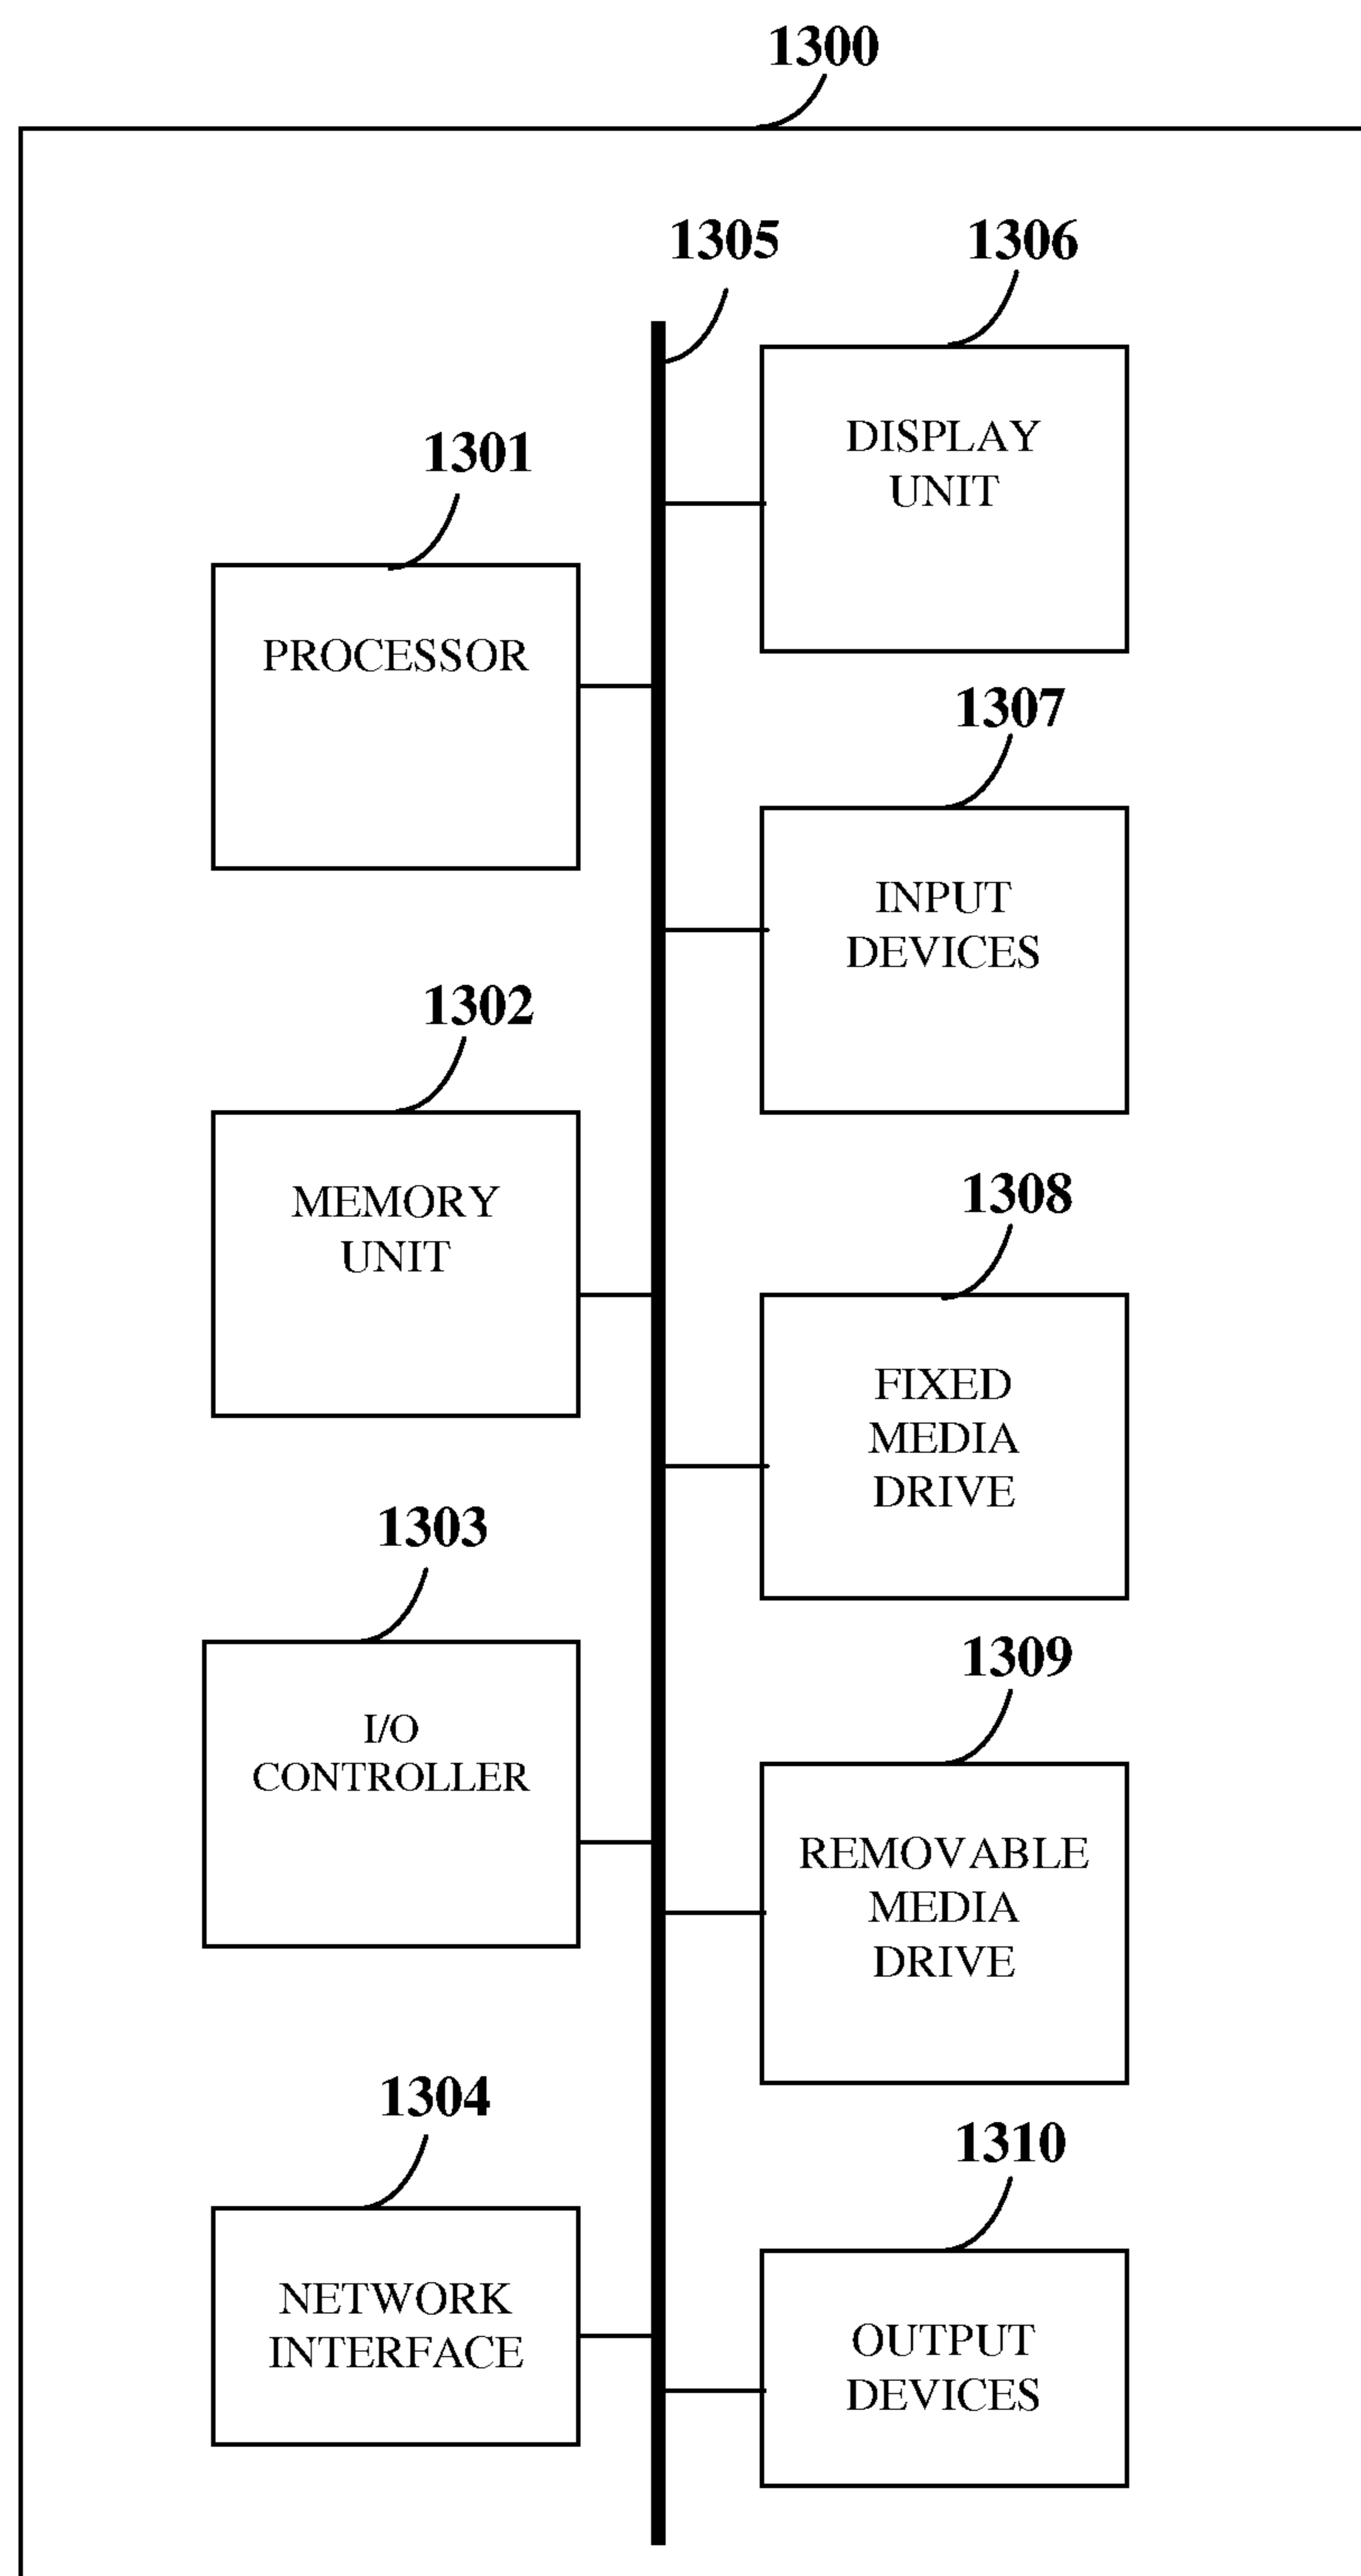 1300
1305
1306
DISPLAY
UNIT
1301
PROCESSOR
1307
INPUT
DEVICES
1302
MEMORY
UNIT
1308
FIXED
MEDIA
DRIVE
1303
I/O
CONTROLLER
1309
REMOVABLE
MEDIA
DRIVE
1304
NETWORK
INTERFACE
1310
OUTPUT
DEVICES